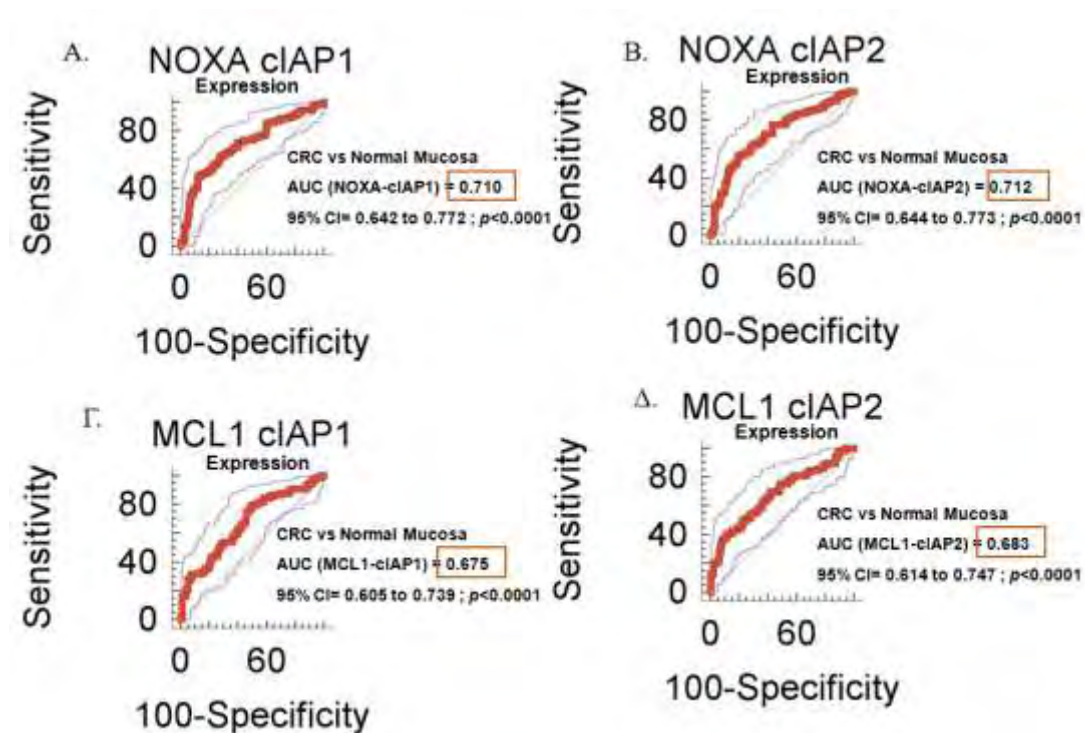 Α.
NOXA cIAP1
Expression
Sensitivity
80
40
0
CRC vs Normal Mucosa
AUC (NOXA-cIAP1) = 0.710
95% CI= 0.642 to 0.772 ; p<0.0001
0 60
100-Specificity
Β.
NOXA cIAP2
Expression
Sensitivity
80
40
0
CRC vs Normal Mucosa
AUC (NOXA-cIAP2) = 0.712
95% CI= 0.644 to 0.773 ; p<0.0001
0 60
100-Specificity
Γ.
MCL1 cIAP1
Expression
Sensitivity
80
40
0
CRC vs Normal Mucosa
AUC (MCL1-cIAP1) = 0.675
95% CI= 0.605 to 0.739 ; p<0.0001
0 60
100-Specificity
Δ.
MCL1 cIAP2
Expression
Sensitivity
80
40
0
CRC vs Normal Mucosa
AUC (MCL1-cIAP2) = 0.683
95% CI= 0.614 to 0.747 ; p<0.0001
0 60
100-Specificity